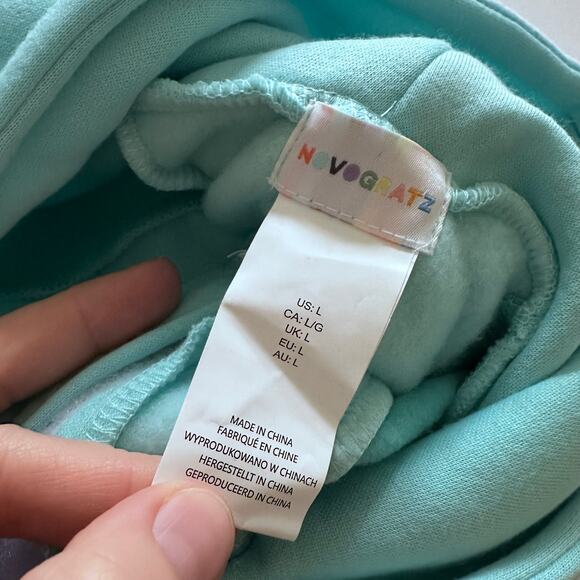 NOVOGRATZ
US: L
CA: L/G
UK: L
EU: L
AU: L
MADE IN CHINA
FABRIQUÉ EN CHINE
WYPRODUKOWANO W CHINACH
HERGESTELLT IN CHINA
GEPRODUCEERD IN CHINA